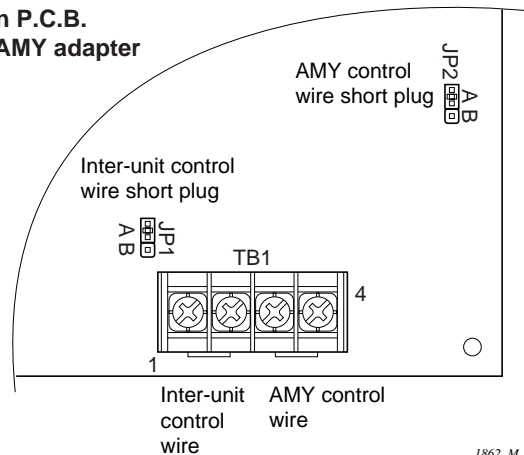 P.C.B.
AMY adapter
AMY control
wire short plug
JP2
A B
Inter-unit control
wire short plug
A B
JP1
TB1
4
1
Inter-unit
control
wire
AMY control
wire
1862_M_